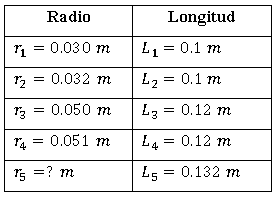 Radio Longitud
r₁ = 0.030 m L₁ = 0.1 m
r₂ = 0.032 m L₂ = 0.1 m
r₃ = 0.050 m L₃ = 0.12 m
r₄ = 0.051 m L₄ = 0.12 m
r₅ =? m L₅ = 0.132 m